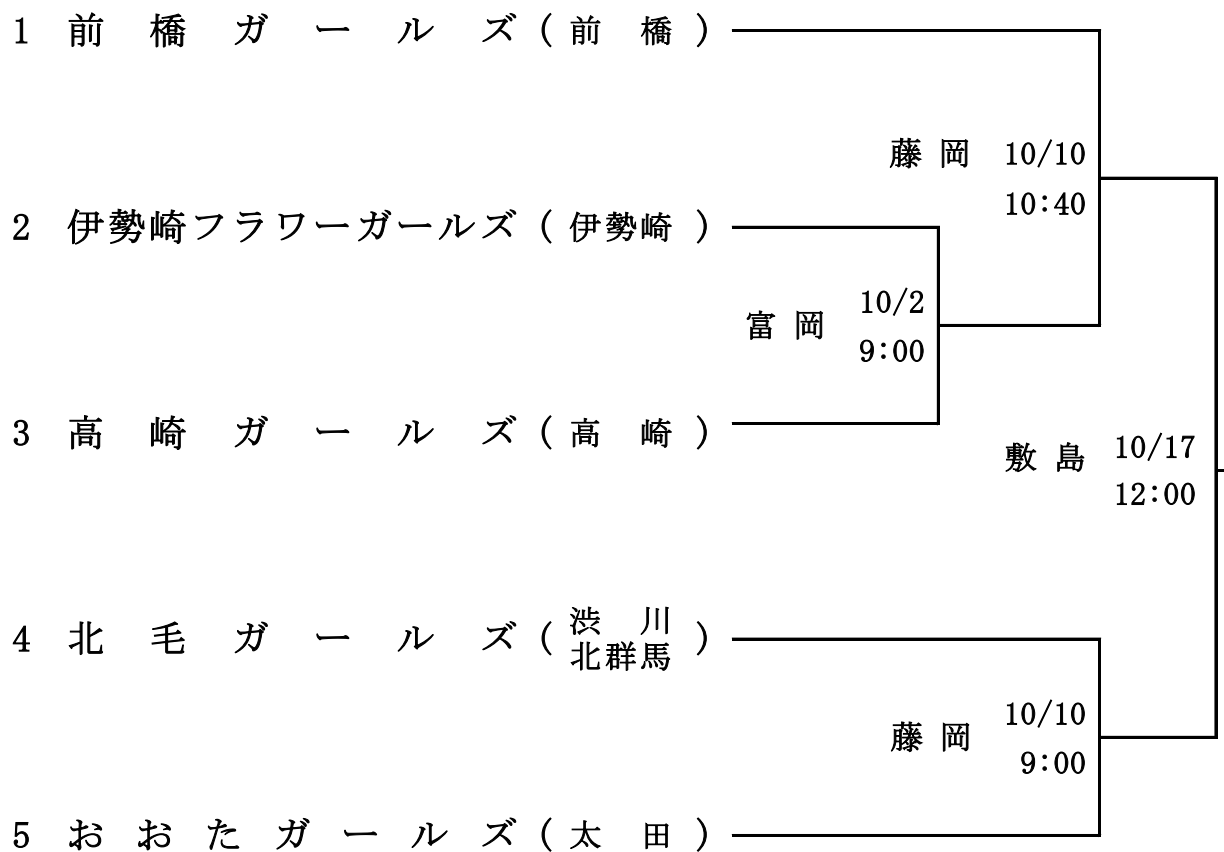 1 前橋ガールズ(前橋)
藤岡 10/10
10:40
2 伊勢崎フラワーガールズ(伊勢崎)
富岡 10/2
9:00
3 高崎ガールズ(高崎)
敷島 10/17
12:00
4 北毛ガールズ(渋川
北群馬)
藤岡 10/10
9:00
5 おおたガールズ(太田)